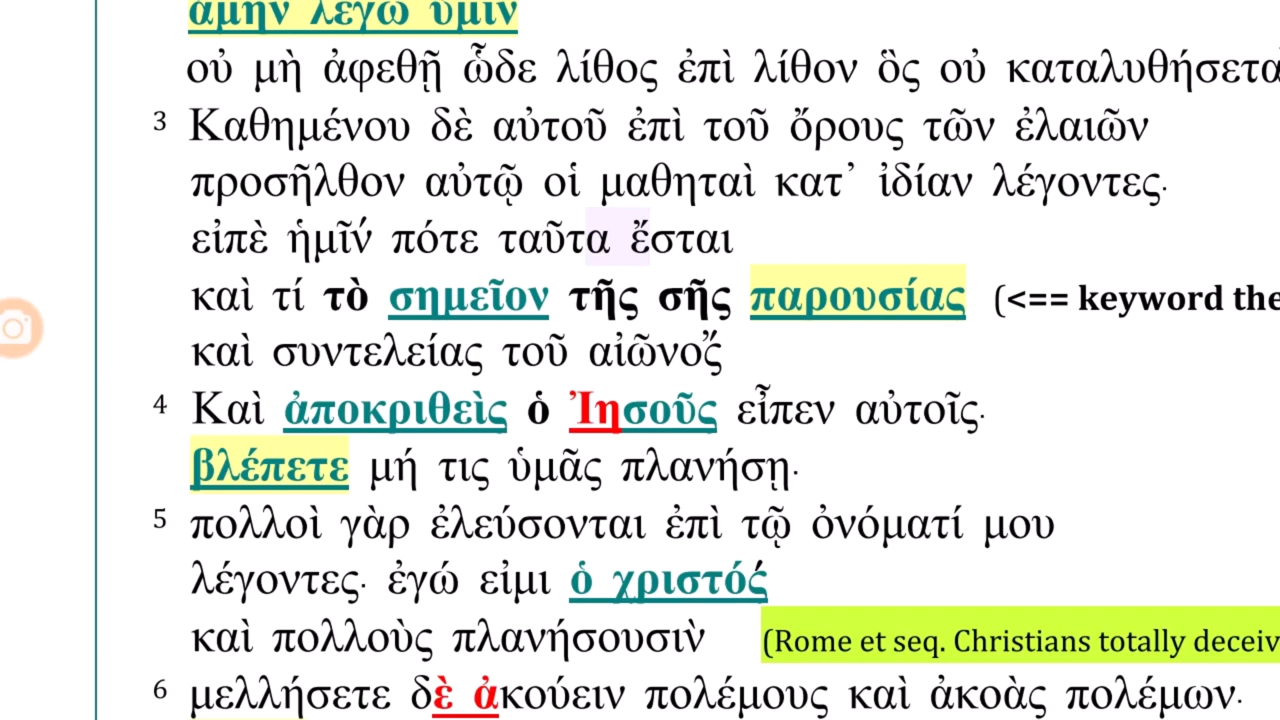 ἀμὴν λέγω ὑμῖν
οὐ μὴ ἀφεθῇ ὧδε λίθος ἐπὶ λίθον ὃς οὐ καταλυθήσετα
3 Καθημένου δὲ αὐτοῦ ἐπὶ τοῦ ὄρους τῶν ἐλαιῶν
προσῆλθον αὐτῷ οἱ μαθηταὶ κατ᾽ ἰδίαν λέγοντες·
εἰπὲ ἡμῖν́ πότε ταῦτα ἔσται
καὶ τί τὸ σημεῖον τῆς σῆς παρουσίας (<== keyword the
καὶ συντελείας τοῦ αἰῶνοξ́
4 Καὶ ἀποκριθεὶς ὁ Ἰησοῦς εἶπεν αὐτοῖς·
βλέπετε μή τις ὑμᾶς πλανήσῃ·
5 πολλοὶ γὰρ ἐλεύσονται ἐπὶ τῷ ὀνόματί μου
λέγοντες· ἐγώ εἰμι ὁ χριστός́
καὶ πολλοὺς πλανήσουσιν̀ (Rome et seq. Christians totally deceiv
6 μελλήσετε δὲ ἀκούειν πολέμους καὶ ἀκοὰς πολέμων·